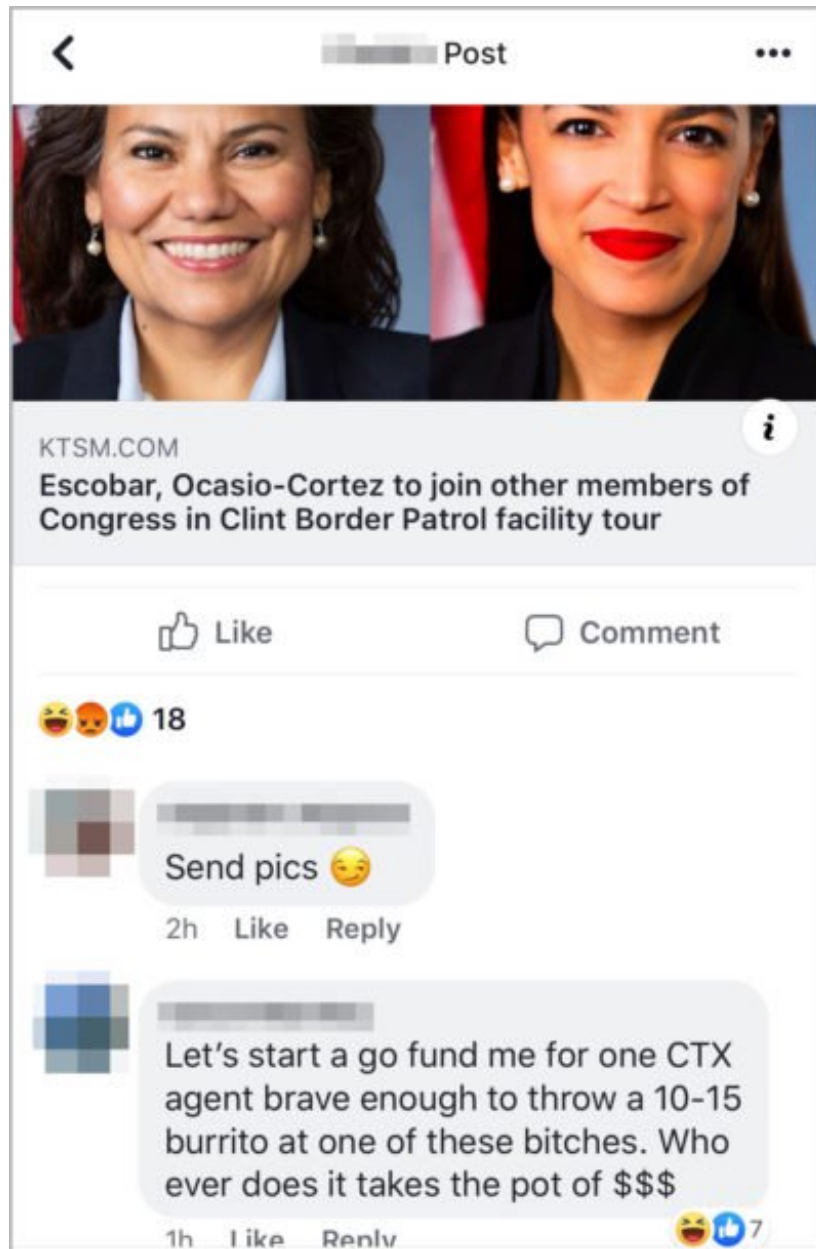 Post
KTSM.COM
Escobar, Ocasio-Cortez to join other members of
Congress in Clint Border Patrol facility tour
Like Comment
18
Send pics 😏
2h Like Reply
Let's start a go fund me for one CTX
agent brave enough to throw a 10-15
burrito at one of these bitches. Who
ever does it takes the pot of $$$
7
1h Like Reply